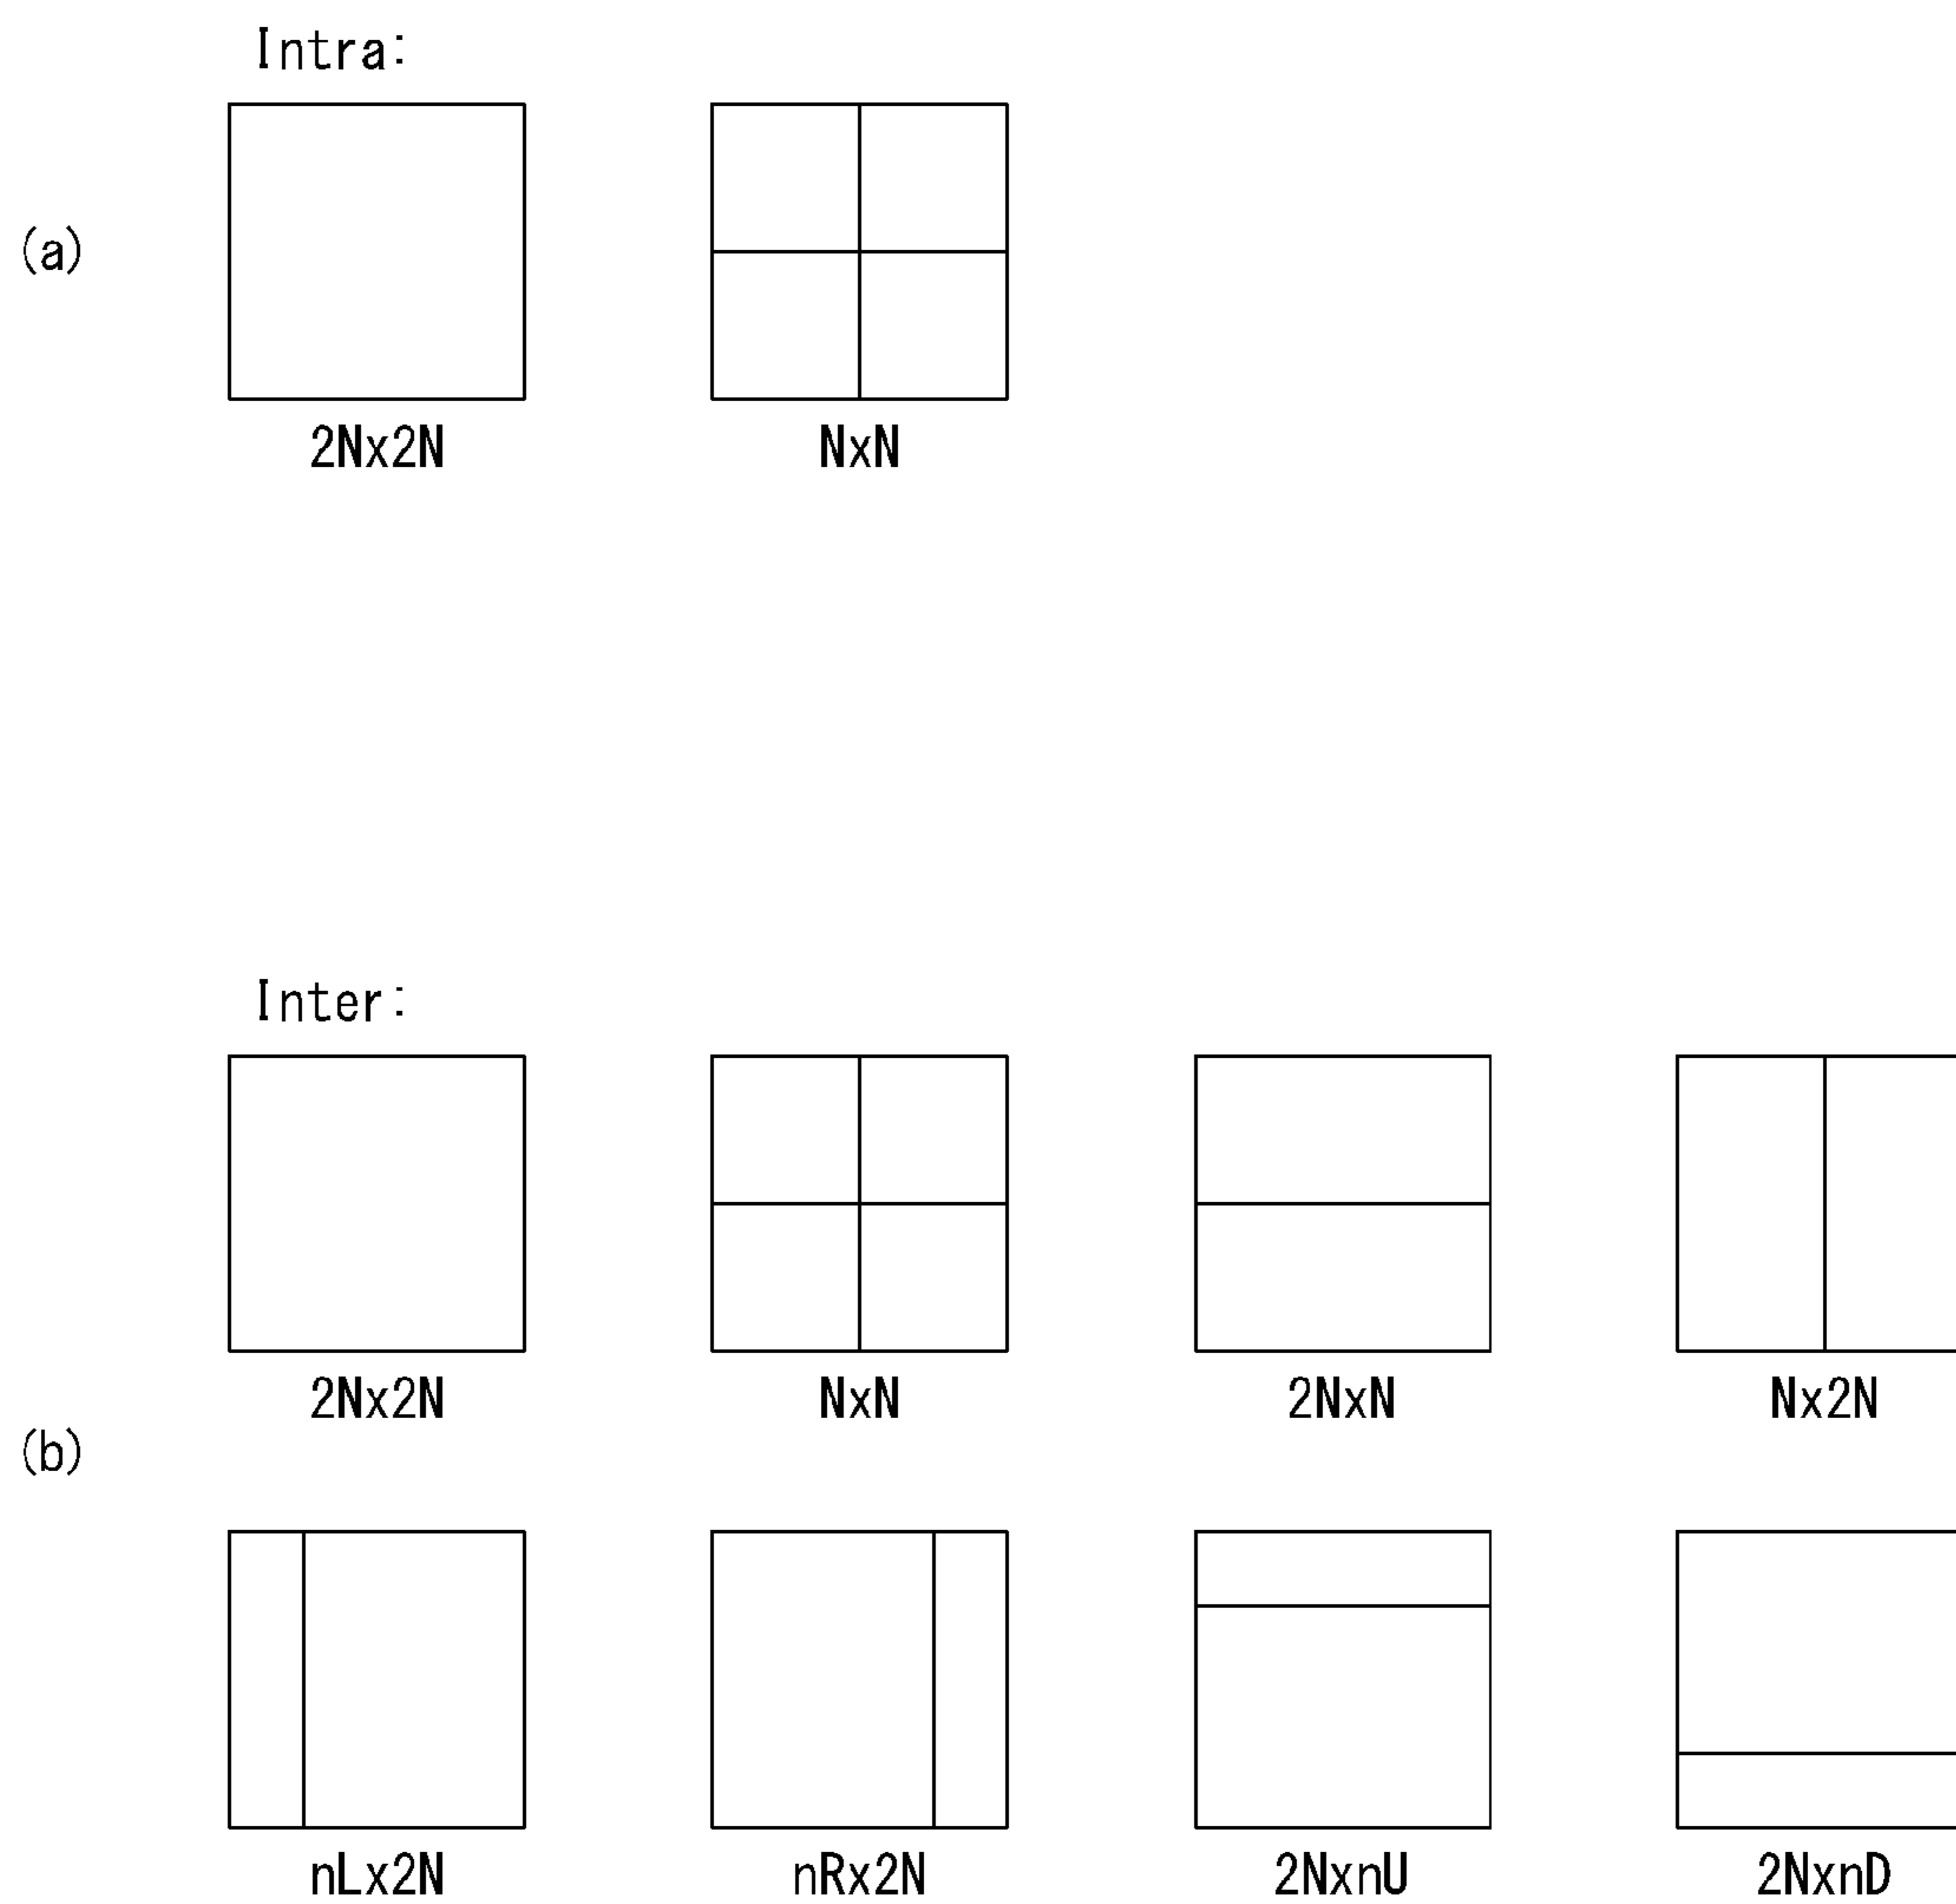 Intra:
(a)
2Nx2N NxN
Inter:
2Nx2N NxN 2NxN Nx2N
(b)
nLx2N nRx2N 2NxnU 2NxnD